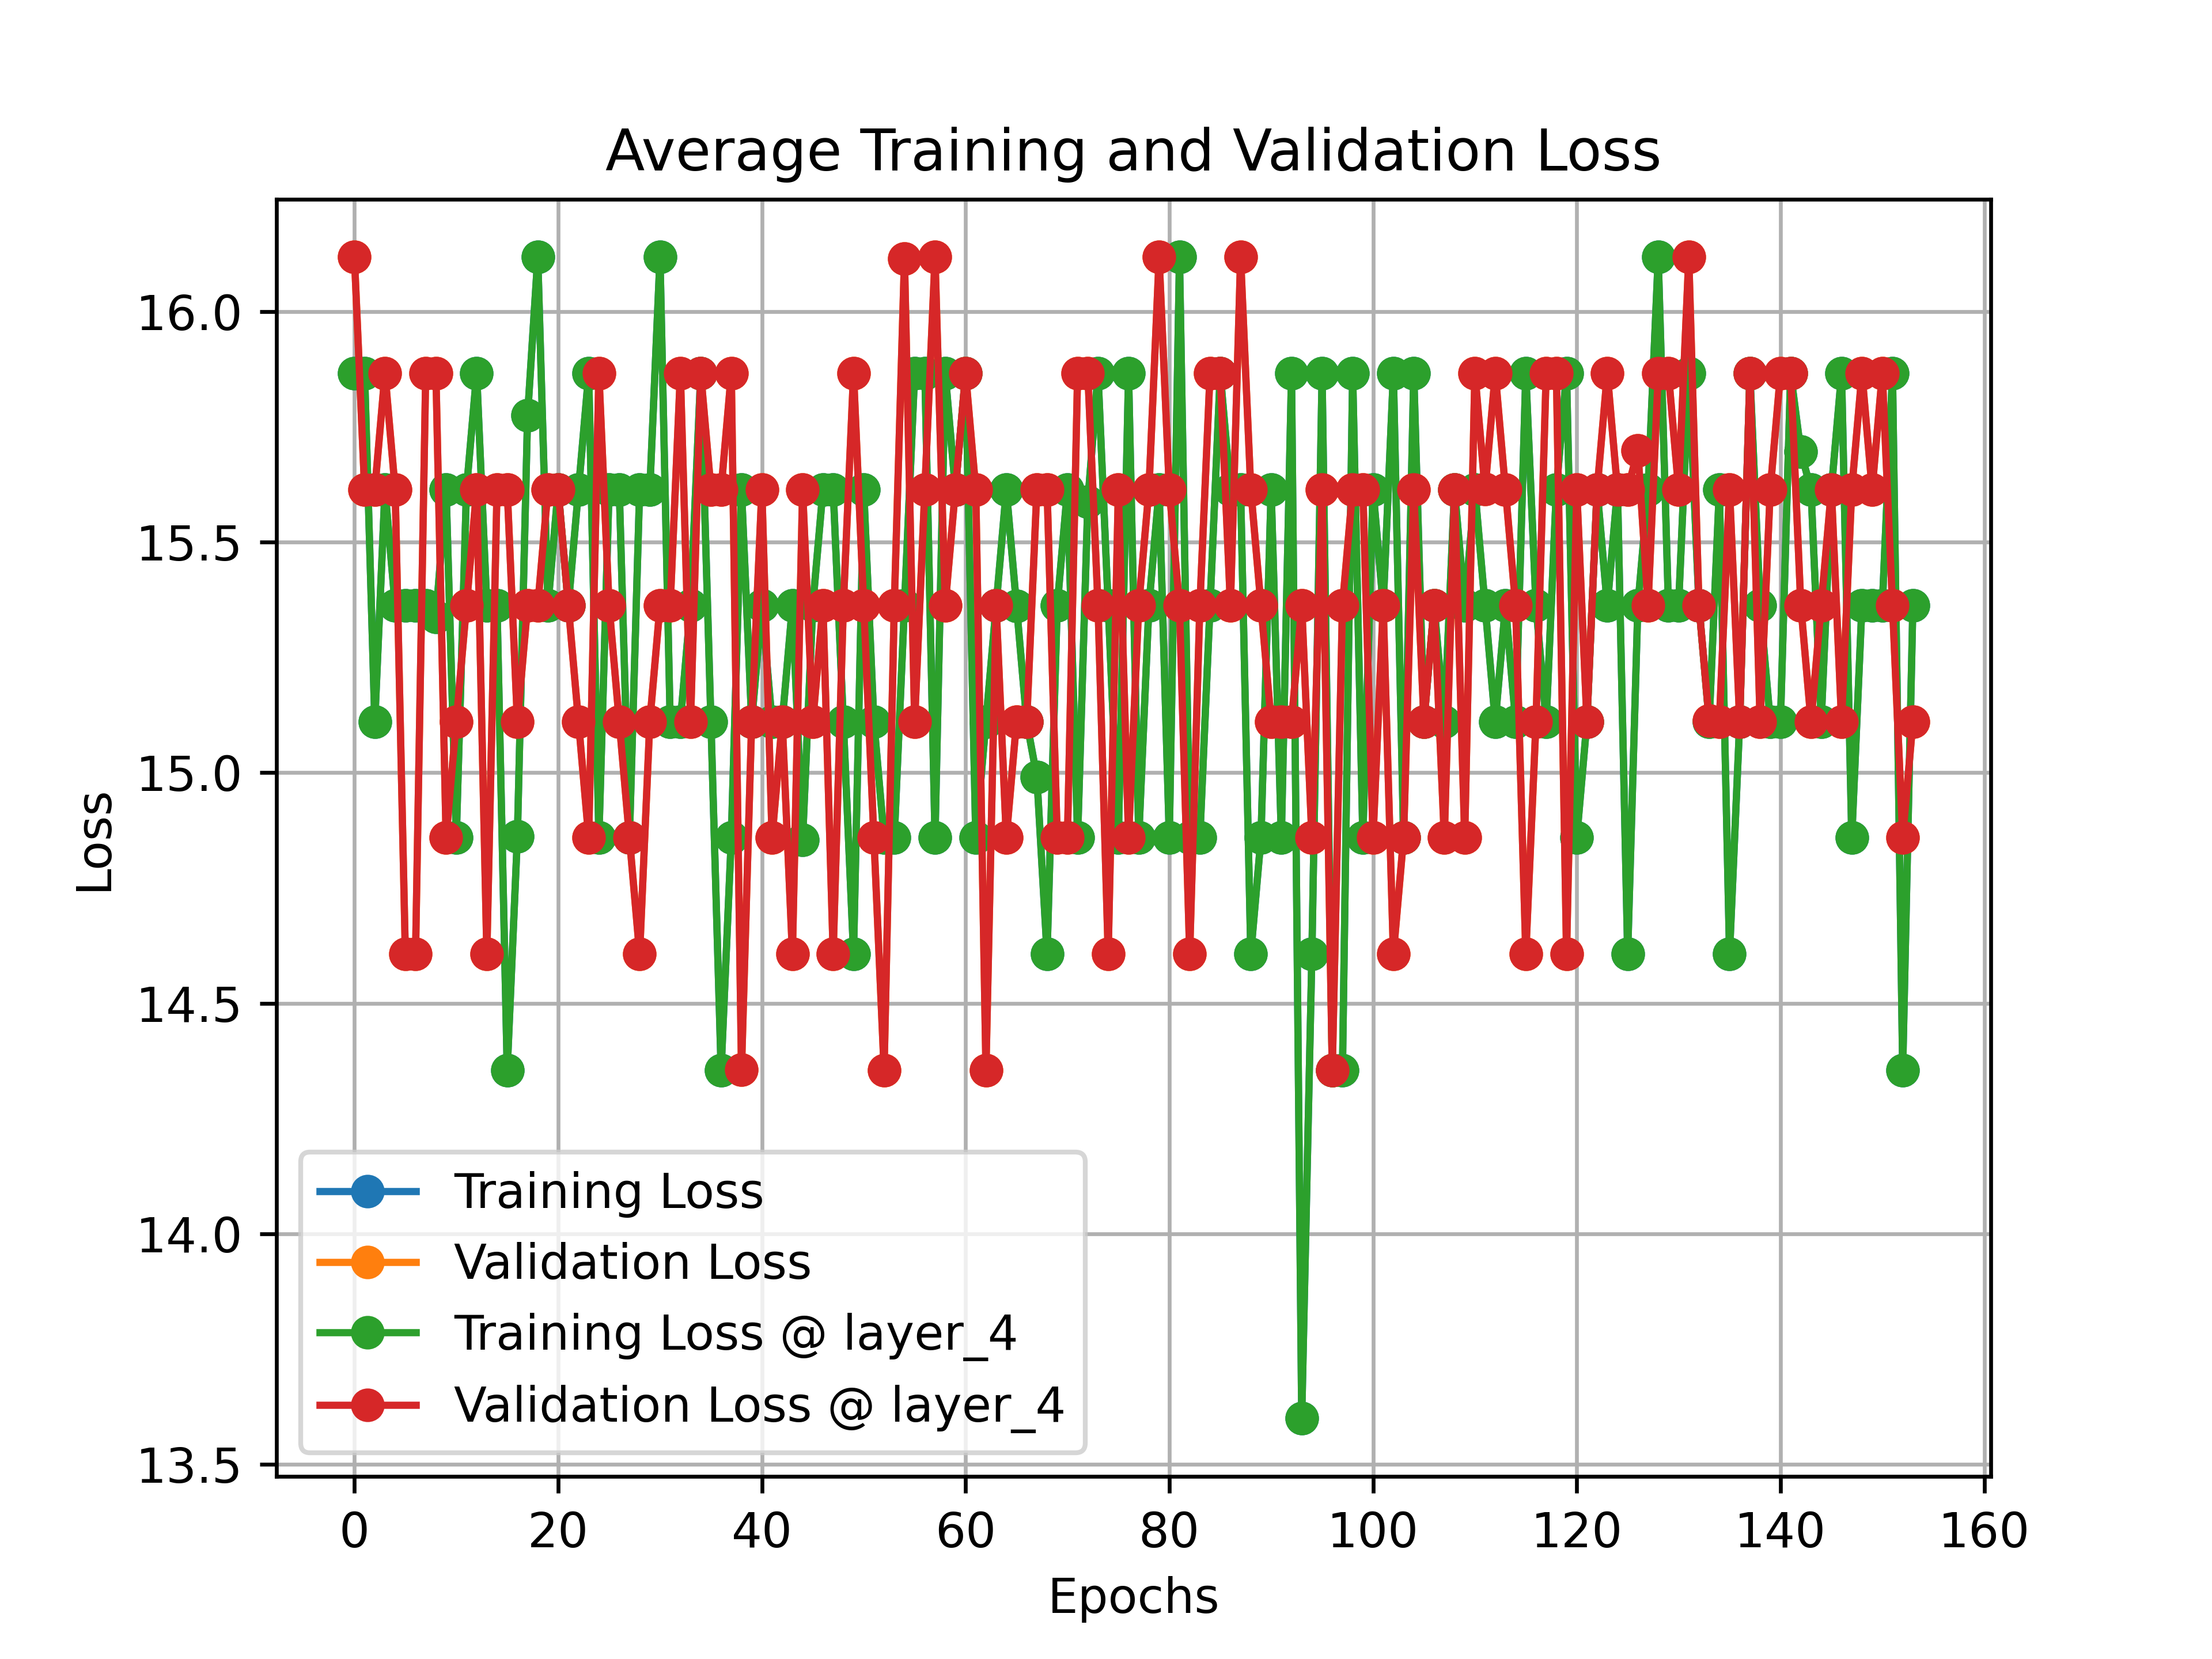 Average Training and Validation Loss
Loss
16.0
15.5
15.0
14.5
14.0
13.5
Training Loss
Validation Loss
Training Loss @ layer_4
Validation Loss @ layer_4
0 20 40 60 80 100 120 140 160
Epochs